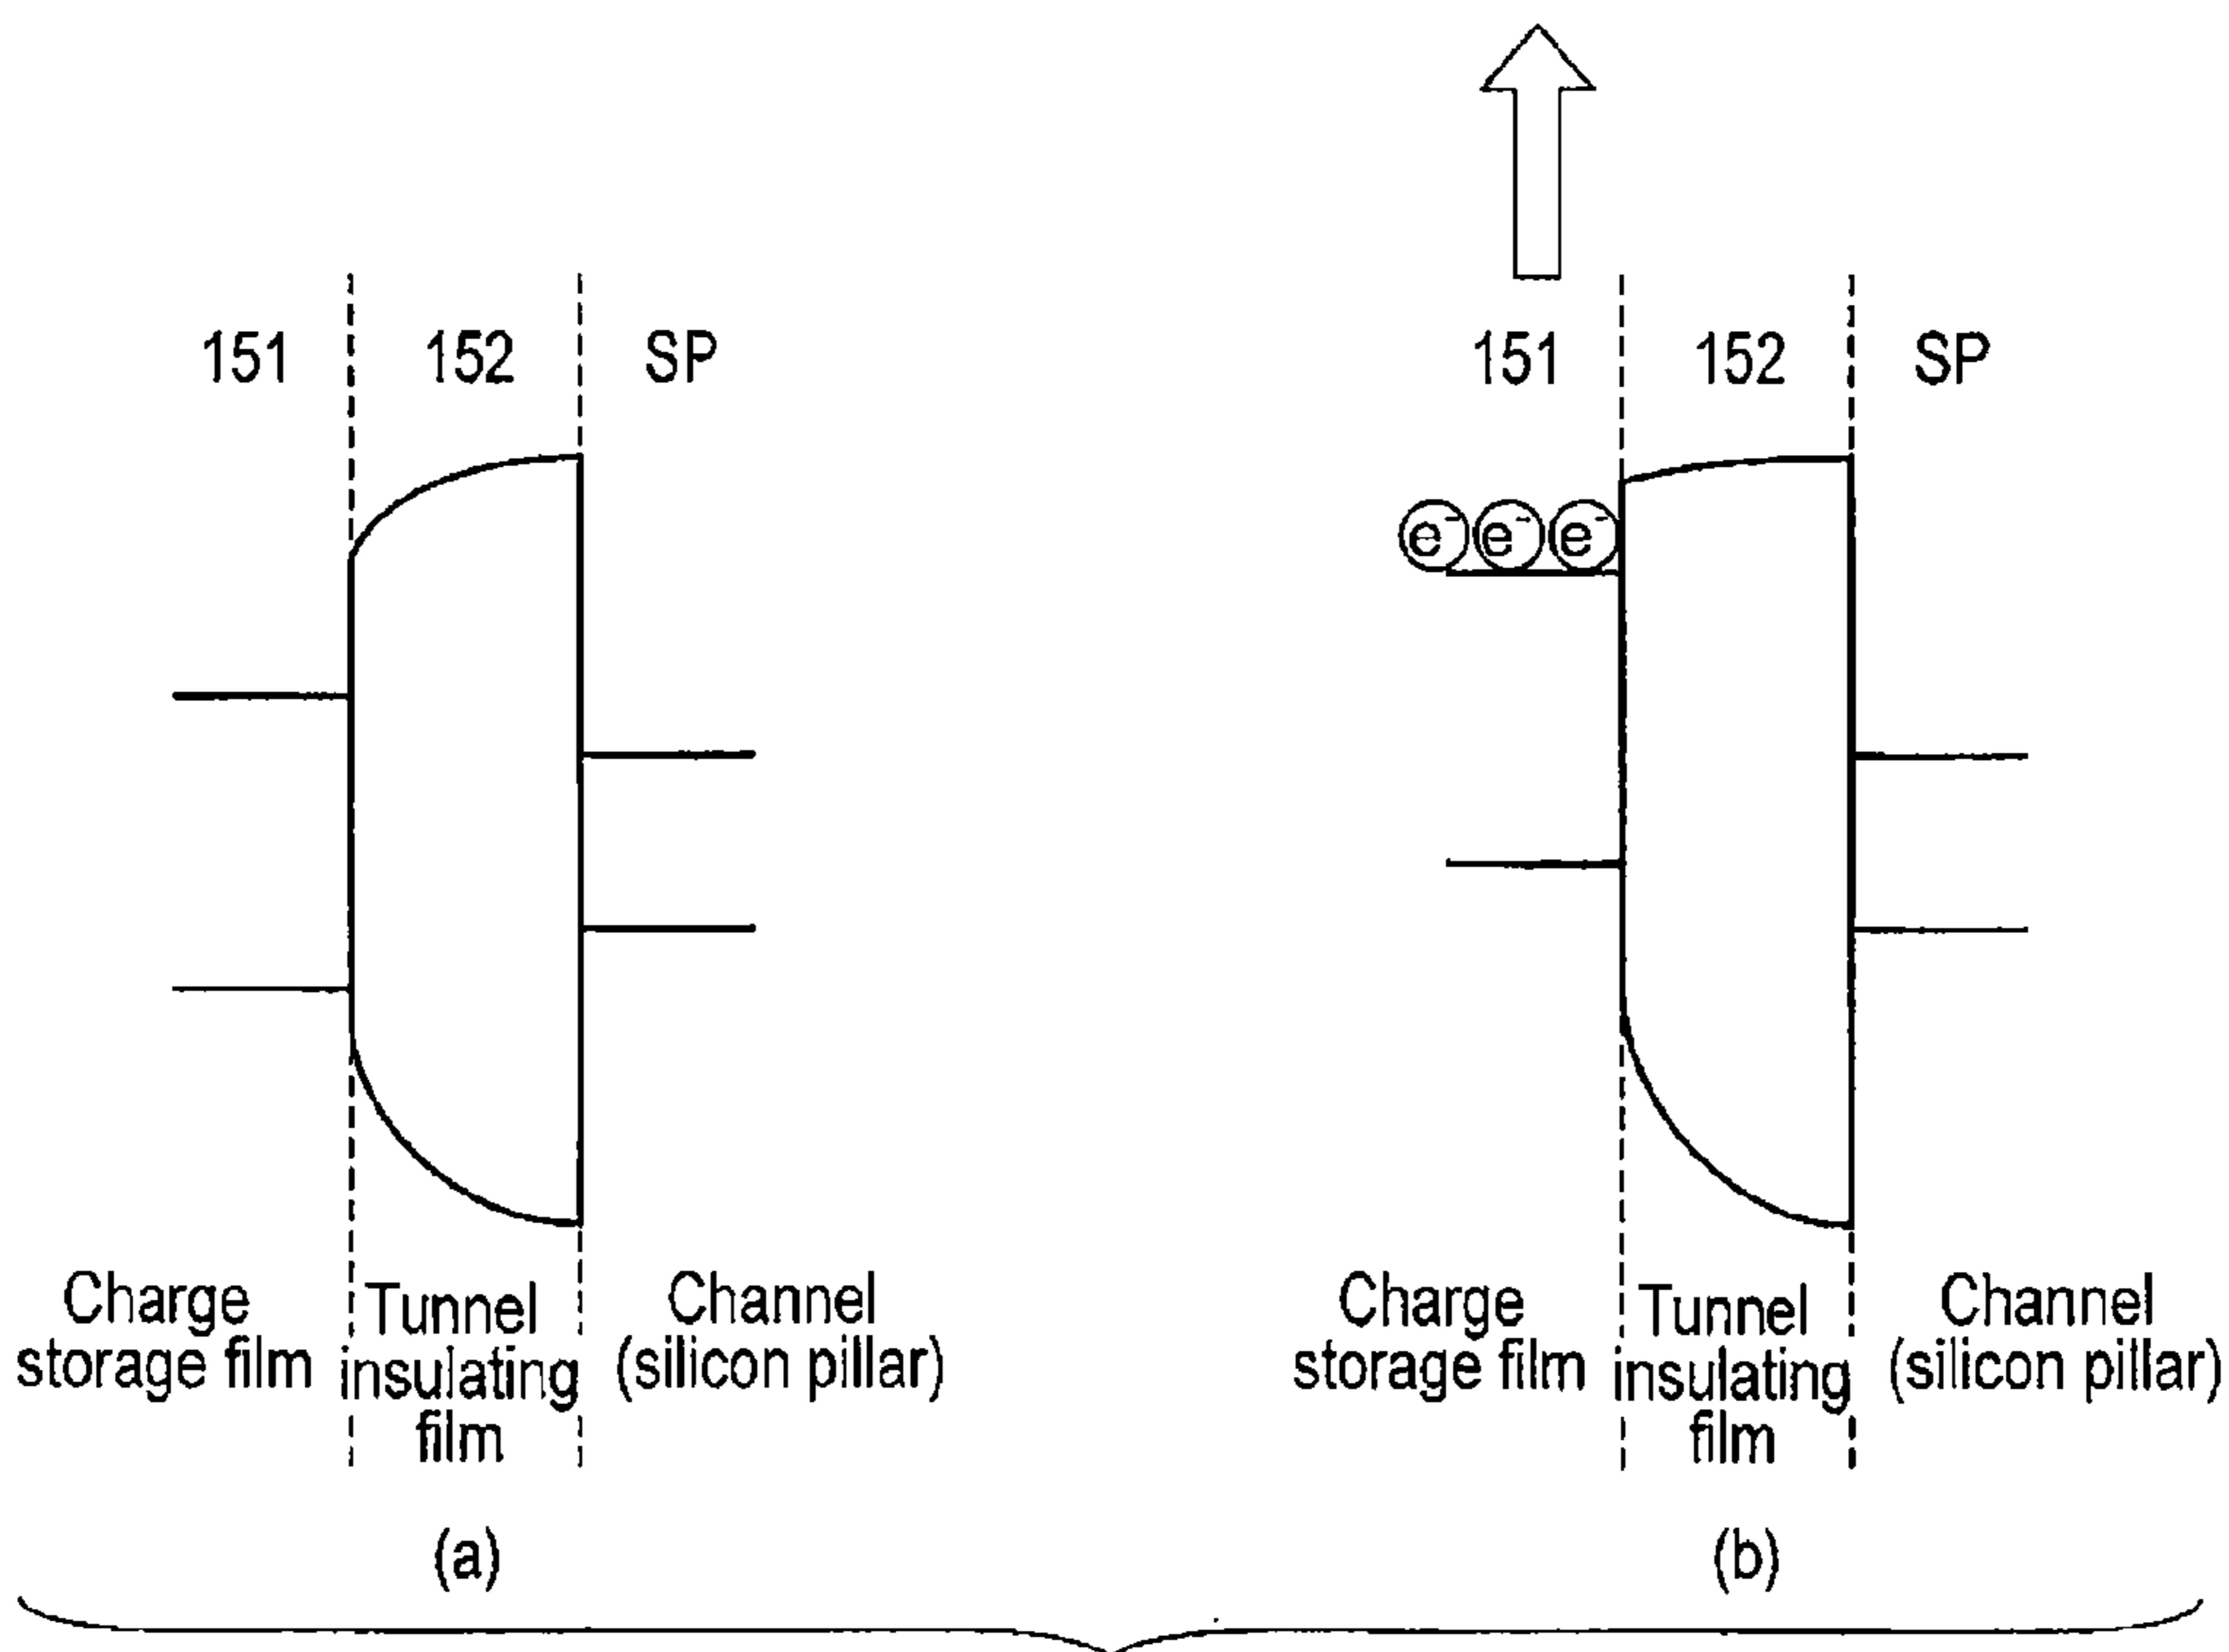 151 152 SP
Charge storage film
Tunnel insulating film
Channel (silicon pillar)
(a)
151 152 SP
e⁻ e⁻ e⁻
Charge storage film
Tunnel insulating film
Channel (silicon pillar)
(b)